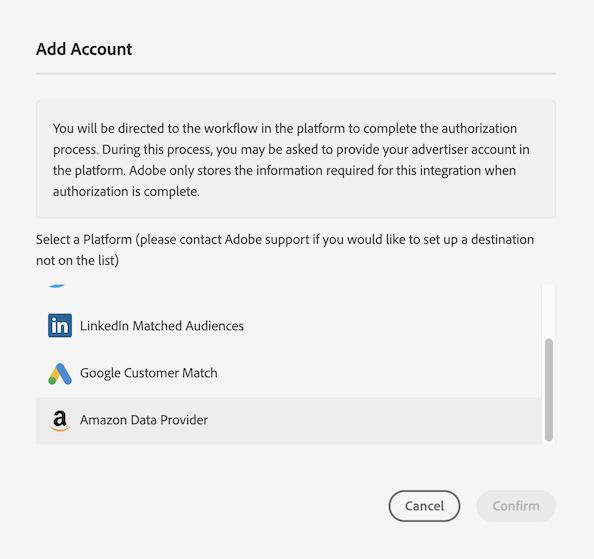 Add Account
You will be directed to the workflow in the platform to complete the authorization
process. During this process, you may be asked to provide your advertiser account in
the platform. Adobe only stores the information required for this integration when
authorization is complete.
Select a Platform (please contact Adobe support if you would like to set up a destination
not on the list)
in LinkedIn Matched Audiences
Google Customer Match
a Amazon Data Provider
Cancel Confirm